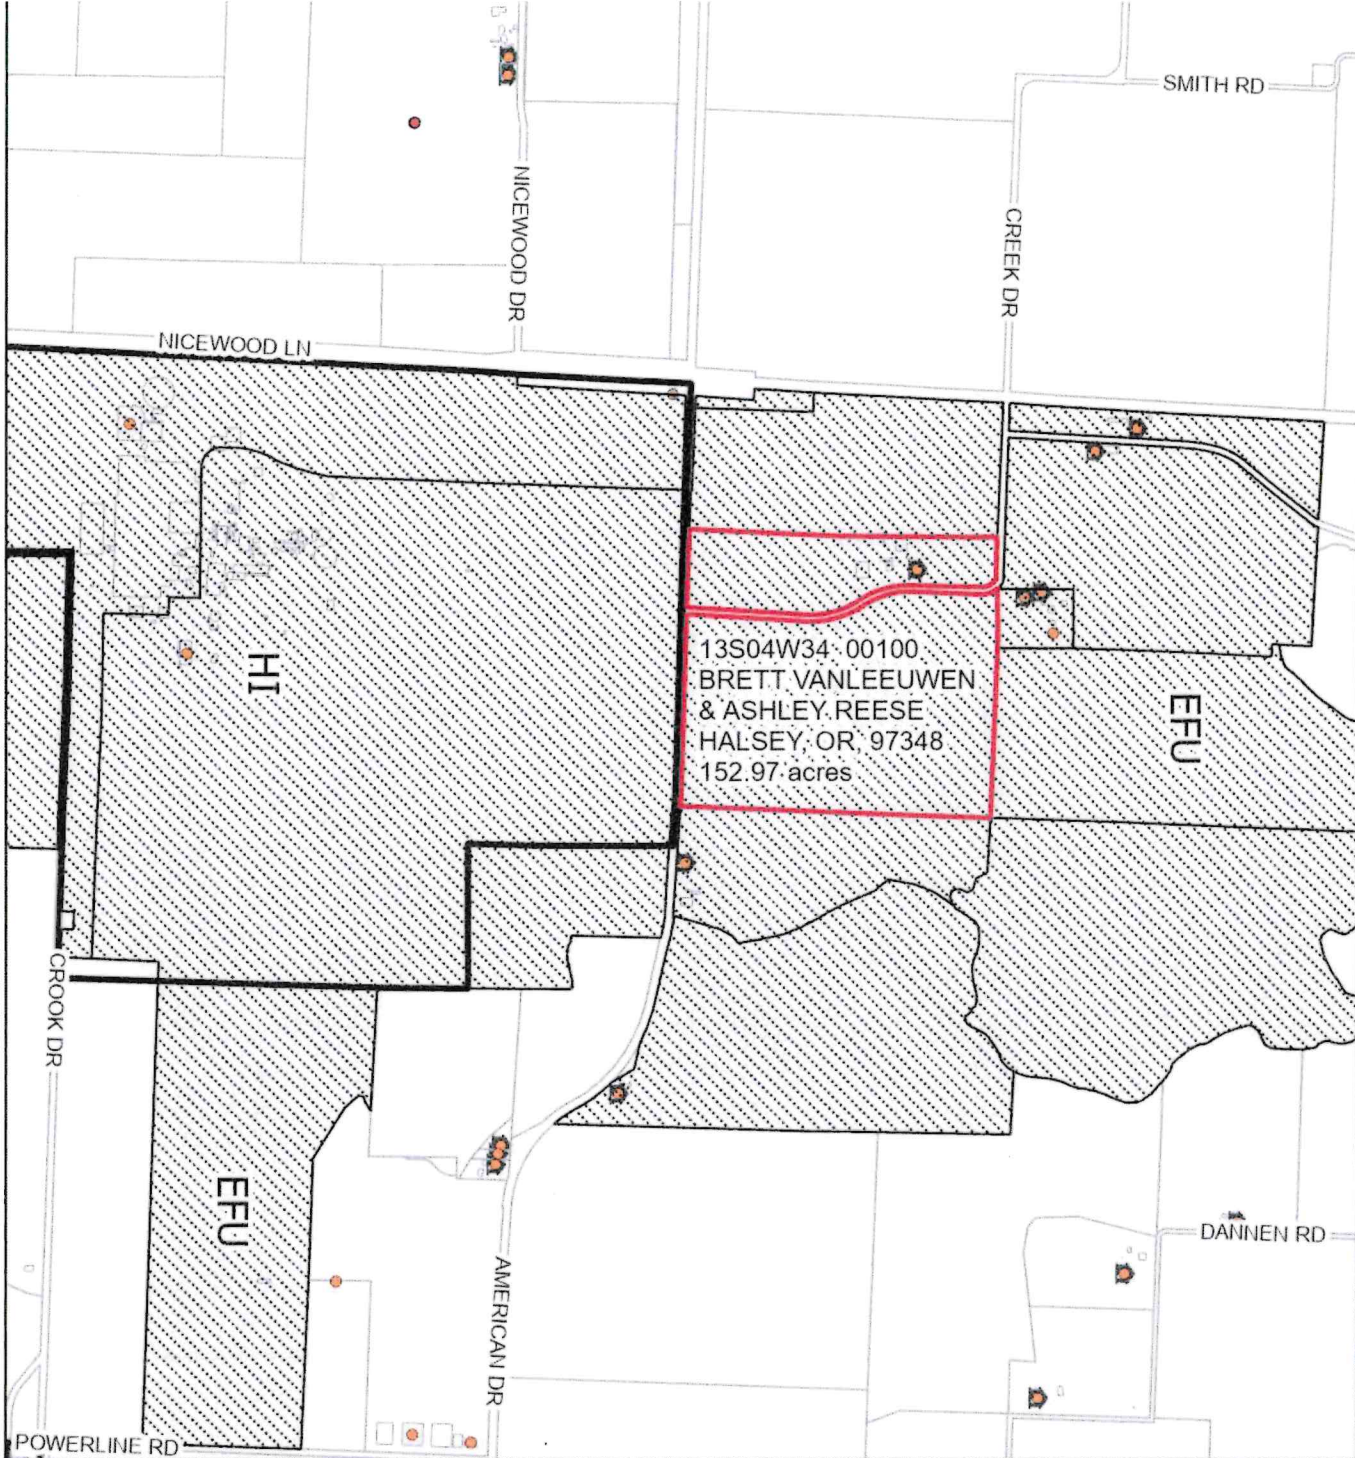 SMITH RD
NICEWOOD DR
CREEK DR
NICEWOOD LN
13S04W34 00100
BRETT VANLEEUWEN
& ASHLEY REESE
HALSEY, OR, 97348
152.97 acres
HI
EFU
CROOK DR
EFU
DANNEN RD
AMERICAN DR
POWERLINE RD